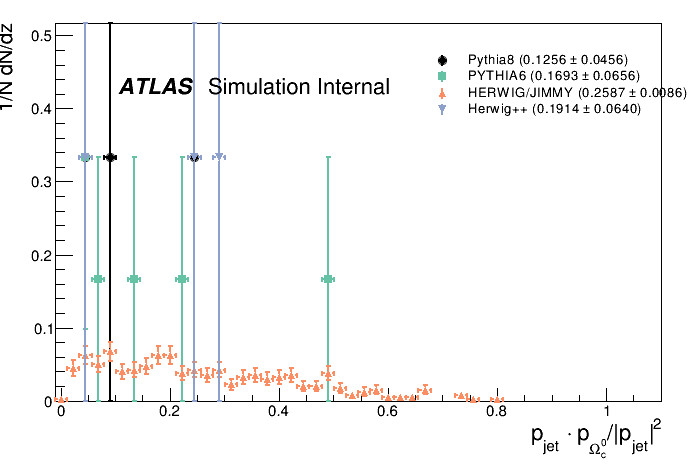 1/N dN/dz
0.5
0.4
0.3
0.2
0.1
0
ATLAS Simulation Internal
Pythia8 (0.1256 ± 0.0456)
PYTHIA6 (0.1693 ± 0.0656)
HERWIG/JIMMY (0.2587 ± 0.0086)
Herwig++ (0.1914 ± 0.0640)
0 0.2 0.4 0.6 0.8 1
p_jet · p_Ω_c^0/|p_jet|^2